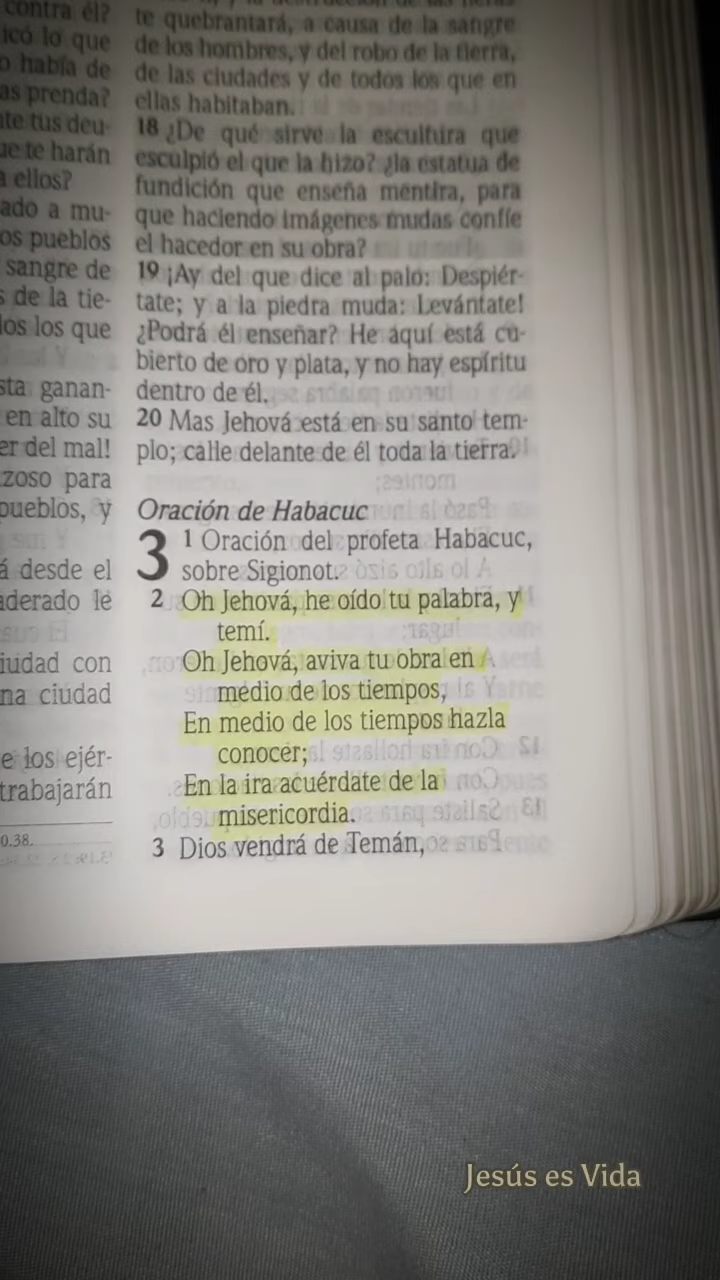 contra él?
icó lo que
había de
as prenda?
te tus deu-
ue te harán
a ellos?
ado a mu-
os pueblos
sangre de
s de la tie-
los los que
sta ganan-
en alto su
er del mal!
zoso para
pueblos, y
á desde el
aderado le
iudad con
na ciudad
e los ejér-
trabajarán
0.38.
te quebrantará, a causa de la sangre
de los hombres, y del robo de la tierra,
de las ciudades y de todos los que en
ellas habitaban.
18 ¿De qué sirve la escultura que
esculpió el que la hizo? ¿la estatua de
fundición que enseña mentira, para
que haciendo imágenes mudas confíe
el hacedor en su obra?
19 ¡Ay del que dice al palo: Despiér-
tate; y a la piedra muda: Levántate!
¿Podrá él enseñar? He aquí está cu-
bierto de oro y plata, y no hay espíritu
dentro de él.
20 Mas Jehová está en su santo tem-
plo; calle delante de él toda la tierra.
Oración de Habacuc
3 1 Oración del profeta Habacuc,
sobre Sigionot.
2 Oh Jehová, he oído tu palabra, y
temí.
Oh Jehová, aviva tu obra en
medio de los tiempos,
En medio de los tiempos hazla
conocer;
En la ira acuérdate de la
misericordia.
3 Dios vendrá de Temán,
Jesús es Vida